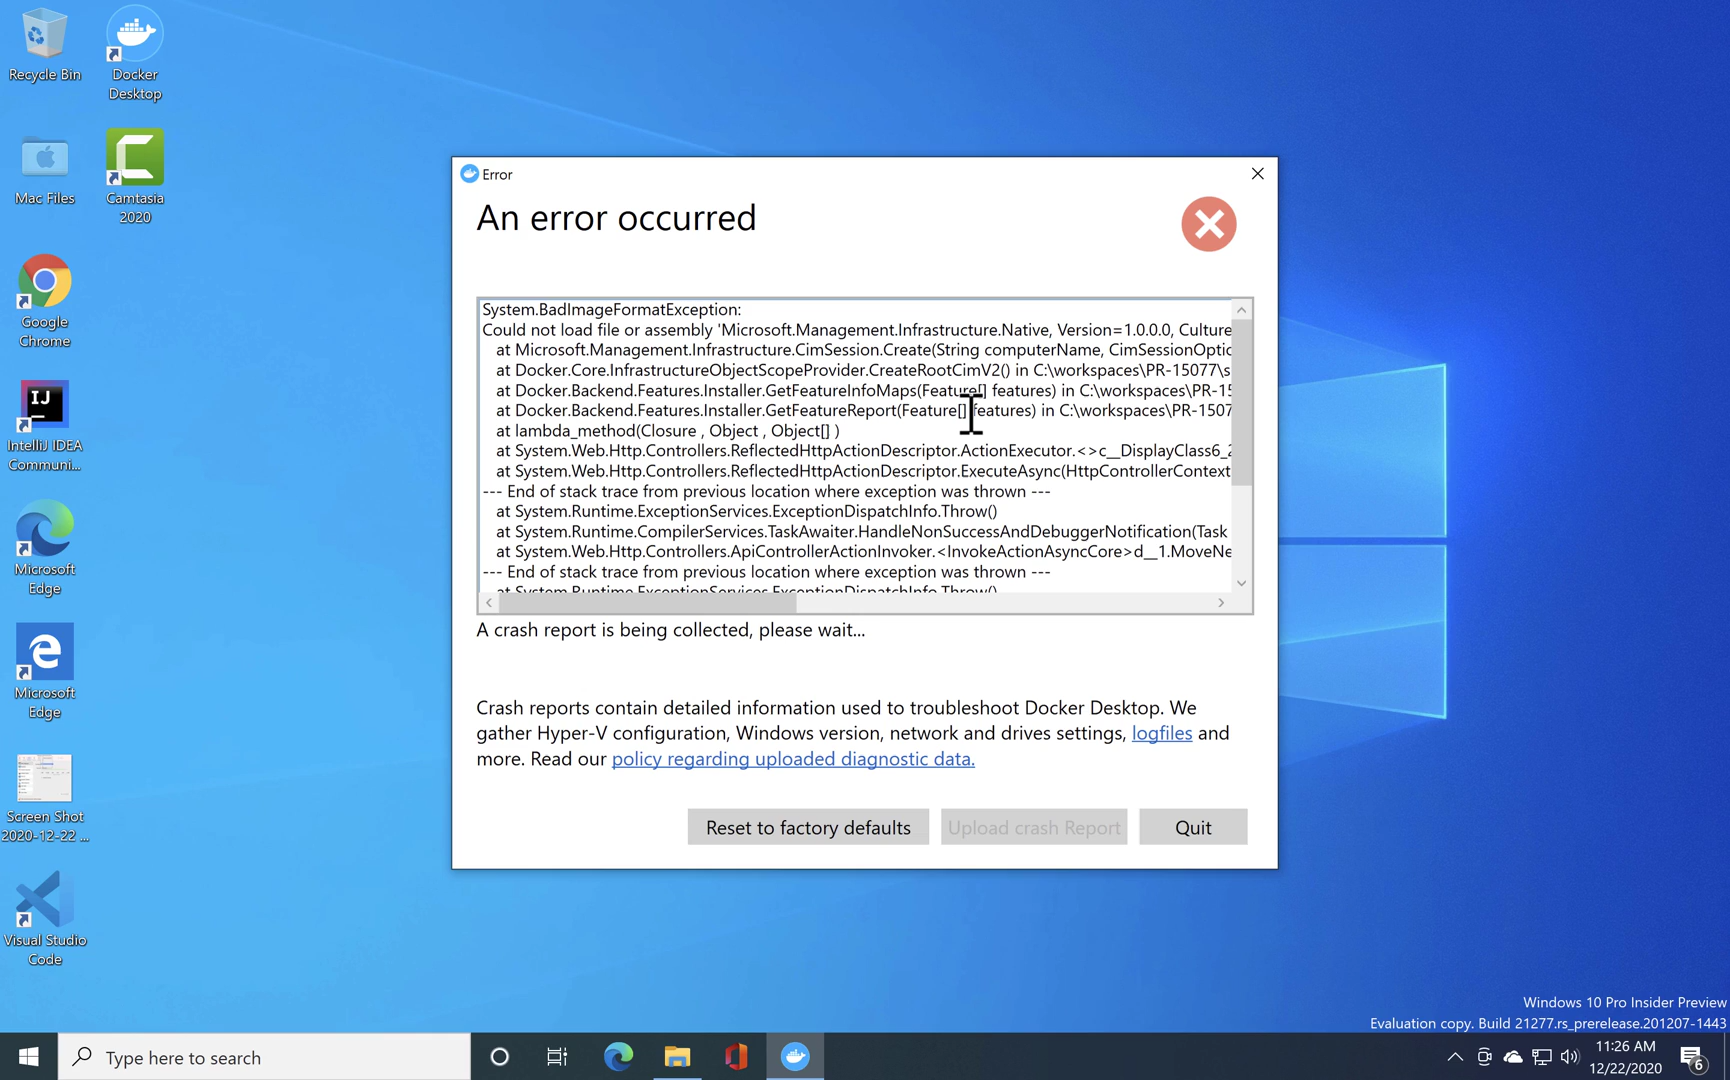 Recycle Bin
Docker
Desktop
Mac Files
Camtasia
2020
Google
Chrome
IJ
IntelliJ IDEA
Communi...
Microsoft
Edge
Microsoft
Edge
Screen Shot
2020-12-22 ...
Visual Studio
Code
Error
An error occurred
System.BadImageFormatException:
Could not load file or assembly 'Microsoft.Management.Infrastructure.Native, Version=1.0.0.0, Culture
at Microsoft.Management.Infrastructure.CimSession.Create(String computerName, CimSessionOptic
at Docker.Core.InfrastructureObjectScopeProvider.CreateRootCimV2() in C:\workspaces\PR-15077\s
at Docker.Backend.Features.Installer.GetFeatureInfoMaps(Feature[] features) in C:\workspaces\PR-15
at Docker.Backend.Features.Installer.GetFeatureReport(Feature[] features) in C:\workspaces\PR-1507
at lambda_method(Closure , Object , Object[] )
at System.Web.Http.Controllers.ReflectedHttpActionDescriptor.ActionExecutor.<>c__DisplayClass6_2
at System.Web.Http.Controllers.ReflectedHttpActionDescriptor.ExecuteAsync(HttpControllerContext
--- End of stack trace from previous location where exception was thrown ---
at System.Runtime.ExceptionServices.ExceptionDispatchInfo.Throw()
at System.Runtime.CompilerServices.TaskAwaiter.HandleNonSuccessAndDebuggerNotification(Task
at System.Web.Http.Controllers.ApiControllerActionInvoker.<InvokeActionAsyncCore>d__1.MoveNe
--- End of stack trace from previous location where exception was thrown ---
at System.Runtime.ExceptionServices.ExceptionDispatchInfo.Throw()
A crash report is being collected, please wait...
Crash reports contain detailed information used to troubleshoot Docker Desktop. We
gather Hyper-V configuration, Windows version, network and drives settings, logfiles and
more. Read our policy regarding uploaded diagnostic data.
Reset to factory defaults
Upload crash Report
Quit
Windows 10 Pro Insider Preview
Evaluation copy. Build 21277.rs_prerelease.201207-1443
Type here to search
11:26 AM
12/22/2020
6